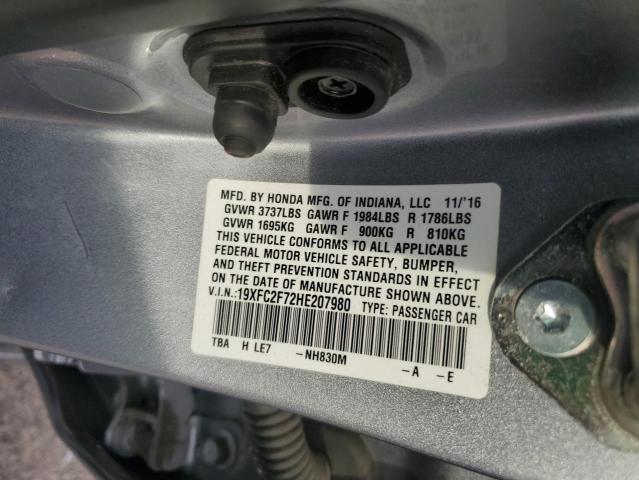 MFD. BY HONDA MFG. OF INDIANA, LLC 11/'16
GVWR 3737LBS GAWR F 1984LBS R 1786LBS
GVWR 1695KG GAWR F 900KG R 810KG
THIS VEHICLE CONFORMS TO ALL APPLICABLE
FEDERAL MOTOR VEHICLE SAFETY, BUMPER,
AND THEFT PREVENTION STANDARDS IN EFFECT
ON THE DATE OF MANUFACTURE SHOWN ABOVE.
V.I.N.:19XFC2F72HE207980 TYPE: PASSENGER CAR
TBA H LE7 -NH830M -A -E